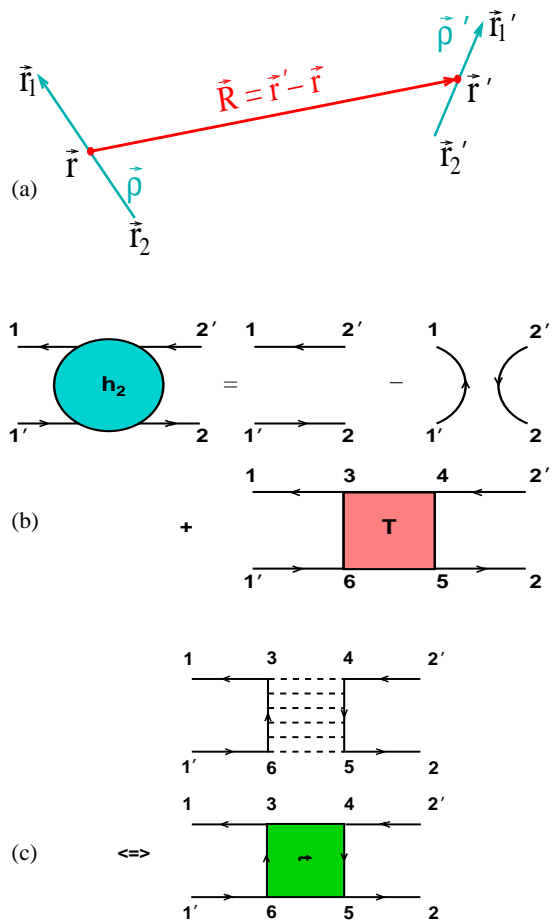 r⃗₁
ρ⃗ ′
r⃗₁′
R⃗ = r⃗ ′ − r⃗
r⃗ ′
r⃗
ρ⃗
r⃗₂′
(a)
r⃗₂
1 2′ 1 2′ 1 2′
h₂ = −
1′ 2 1′ 2 1′ 2
1 3 4 2′
(b) + T
1′ 6 5 2
1 3 4 2′
1′ 6 5 2
1 3 4 2′
(c) <=>
1′ 6 5 2